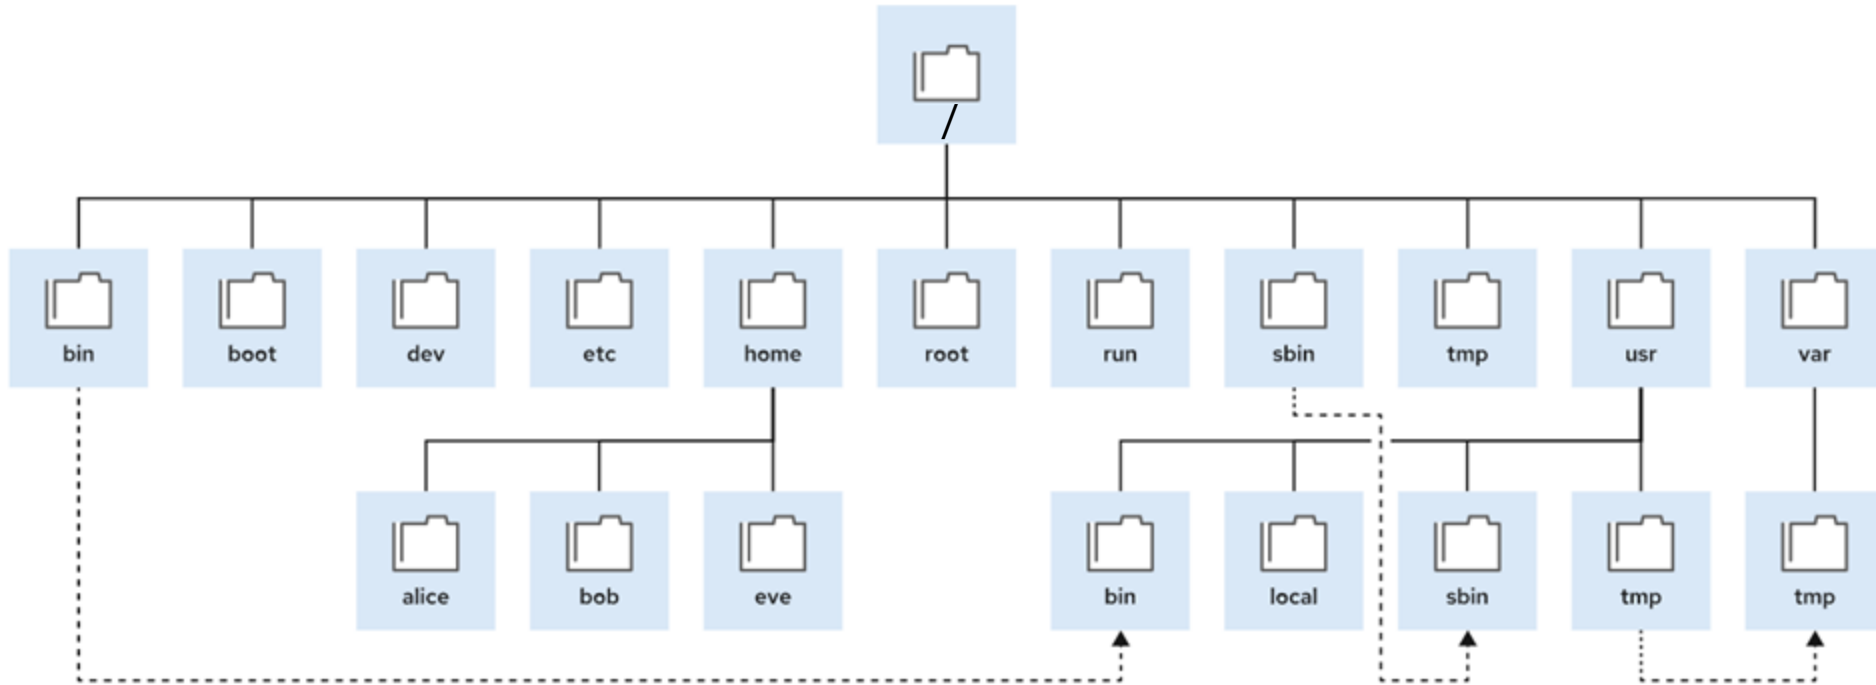 /
bin
boot
dev
etc
home
root
run
sbin
tmp
usr
var
alice
bob
eve
bin
local
sbin
tmp
tmp